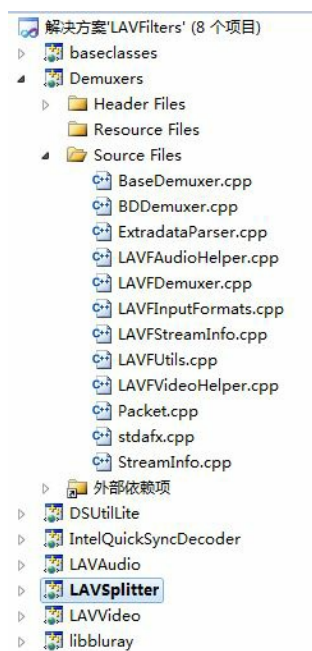 解决方案'LAVFilters' (8 个项目)
baseclasses
Demuxers
Header Files
Resource Files
Source Files
BaseDemuxer.cpp
BDDemuxer.cpp
ExtradataParser.cpp
LAVFAudioHelper.cpp
LAVFDemuxer.cpp
LAVFInputFormats.cpp
LAVFStreamInfo.cpp
LAVFUtils.cpp
LAVFVideoHelper.cpp
Packet.cpp
stdafx.cpp
StreamInfo.cpp
外部依赖项
DSUtilLite
IntelQuickSyncDecoder
LAVAudio
LAVSplitter
LAVVideo
libbluray